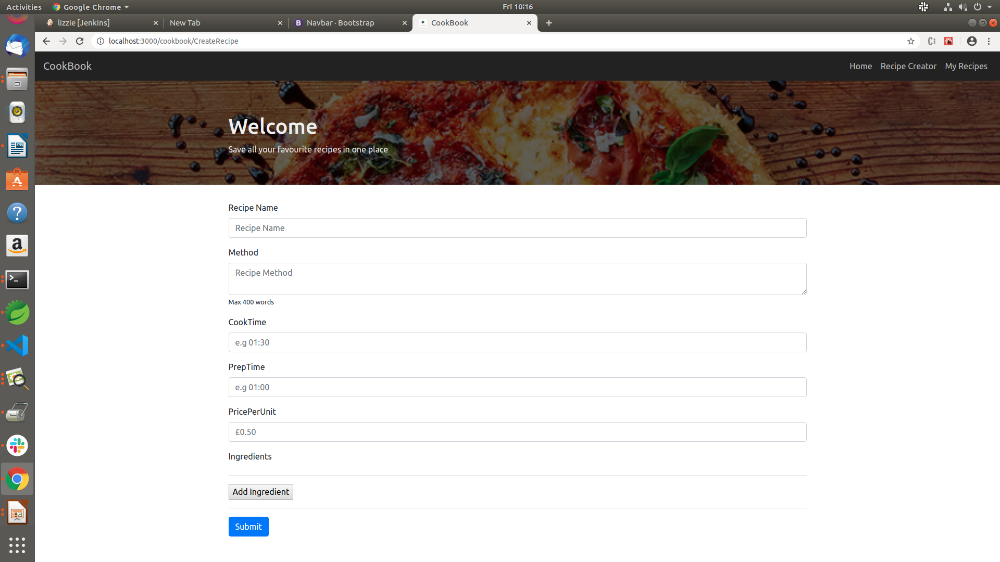 Activities Google Chrome Fri 10:16
lizzie [Jenkins] New Tab B Navbar · Bootstrap CookBook
localhost:3000/cookbook/CreateRecipe
CookBook Home Recipe Creator My Recipes
Welcome
Save all your favourite recipes in one place
Recipe Name
Recipe Name
Method
Recipe Method
Max 400 words
CookTime
e.g 01:30
PrepTime
e.g 01:00
PricePerUnit
£0.50
Ingredients
Add Ingredient
Submit